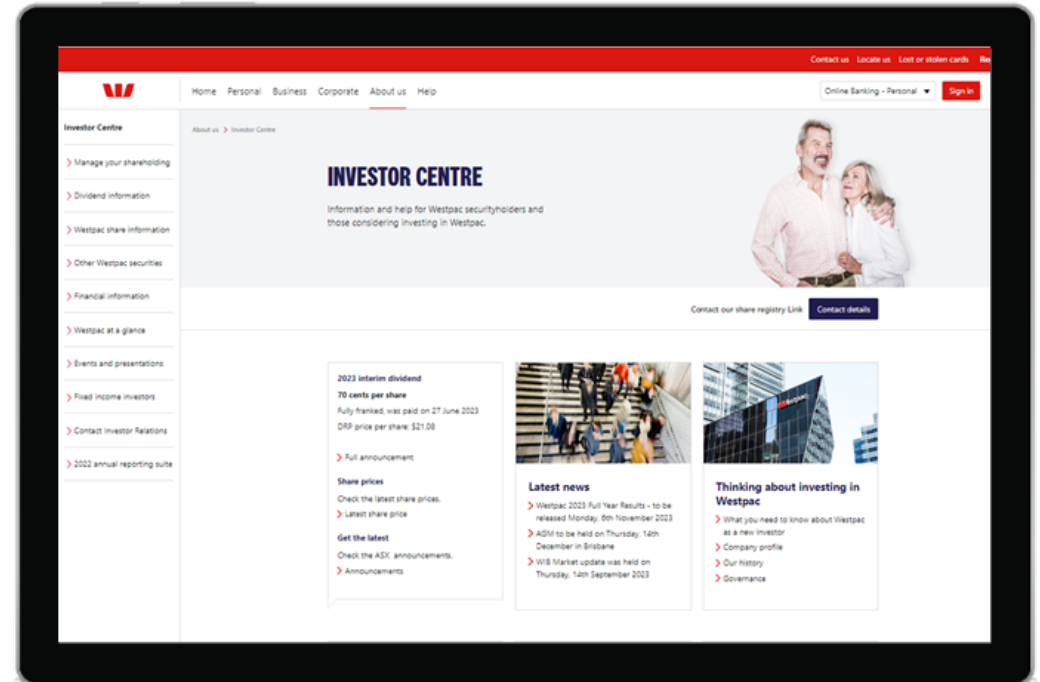 Contact us Locate us Lost or stolen cards Re
Home Personal Business Corporate About us Help
Online Banking - Personal
Sign in
Investor Centre
Manage your shareholding
Dividend information
Westpac share information
Other Westpac securities
Financial information
Westpac at a glance
Events and presentations
Fixed income investors
Contact Investor Relations
2022 annual reporting suite
About us Investor Centre
INVESTOR CENTRE
Information and help for Westpac securityholders and
those considering investing in Westpac.
Contact our share registry Link
Contact details
2023 interim dividend
70 cents per share
Fully franked, was paid on 27 June 2023
DRP price per share: $21.08
Full announcement
Share prices
Check the latest share prices.
Latest share price
Get the latest
Check the ASX announcements.
Announcements
Latest news
Westpac 2023 Full Year Results - to be
released Monday, 6th November 2023
AGM to be held on Thursday, 14th
December in Brisbane
WIB Market update was held on
Thursday, 14th September 2023
Westpac
Thinking about investing in
Westpac
What you need to know about Westpac
as a new investor
Company profile
Our history
Governance